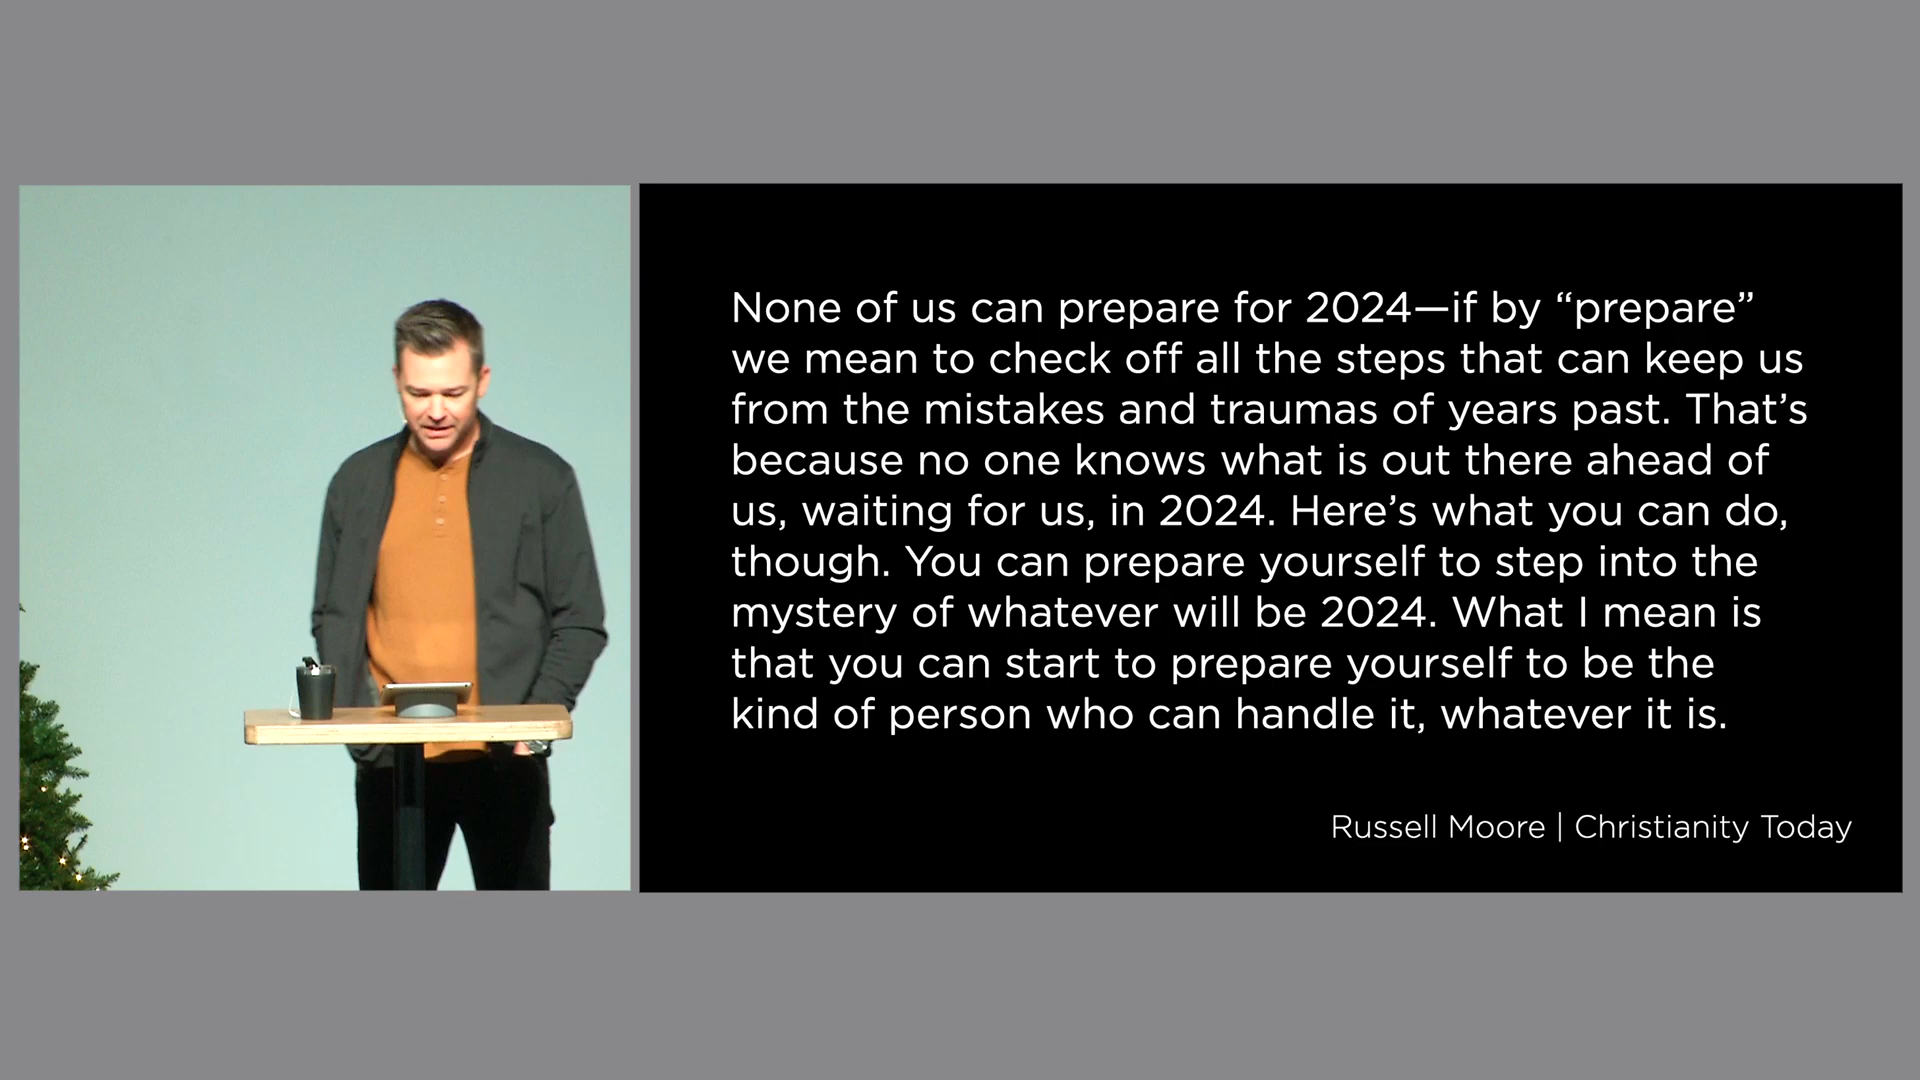 None of us can prepare for 2024—if by “prepare”
we mean to check off all the steps that can keep us
from the mistakes and traumas of years past. That’s
because no one knows what is out there ahead of
us, waiting for us, in 2024. Here’s what you can do,
though. You can prepare yourself to step into the
mystery of whatever will be 2024. What I mean is
that you can start to prepare yourself to be the
kind of person who can handle it, whatever it is.
Russell Moore | Christianity Today